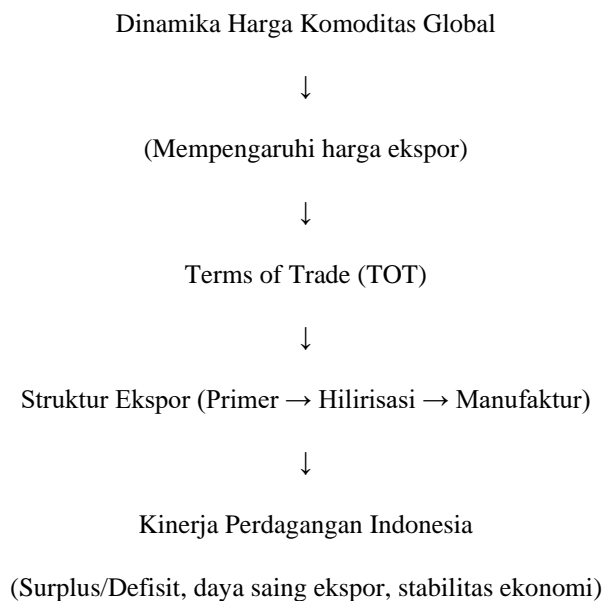 Dinamika Harga Komoditas Global
↓
(Mempengaruhi harga ekspor)
↓
Terms of Trade (TOT)
↓
Struktur Ekspor (Primer → Hilirisasi → Manufaktur)
↓
Kinerja Perdagangan Indonesia
(Surplus/Defisit, daya saing ekspor, stabilitas ekonomi)